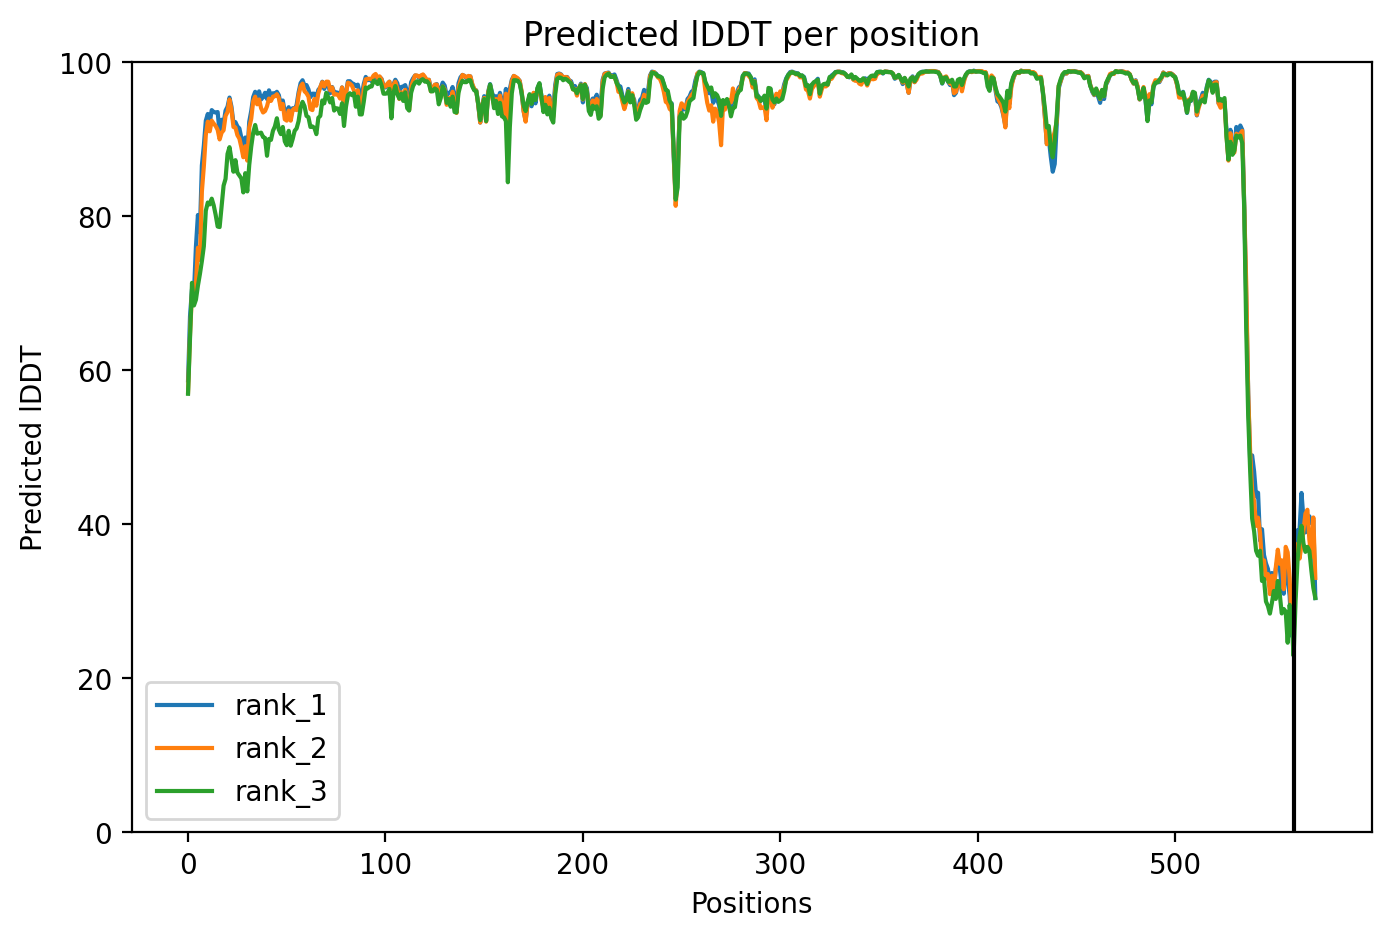 Predicted lDDT per position
100
80
60
40
20
0
Predicted lDDT
rank_1
rank_2
rank_3
0 100 200 300 400 500
Positions